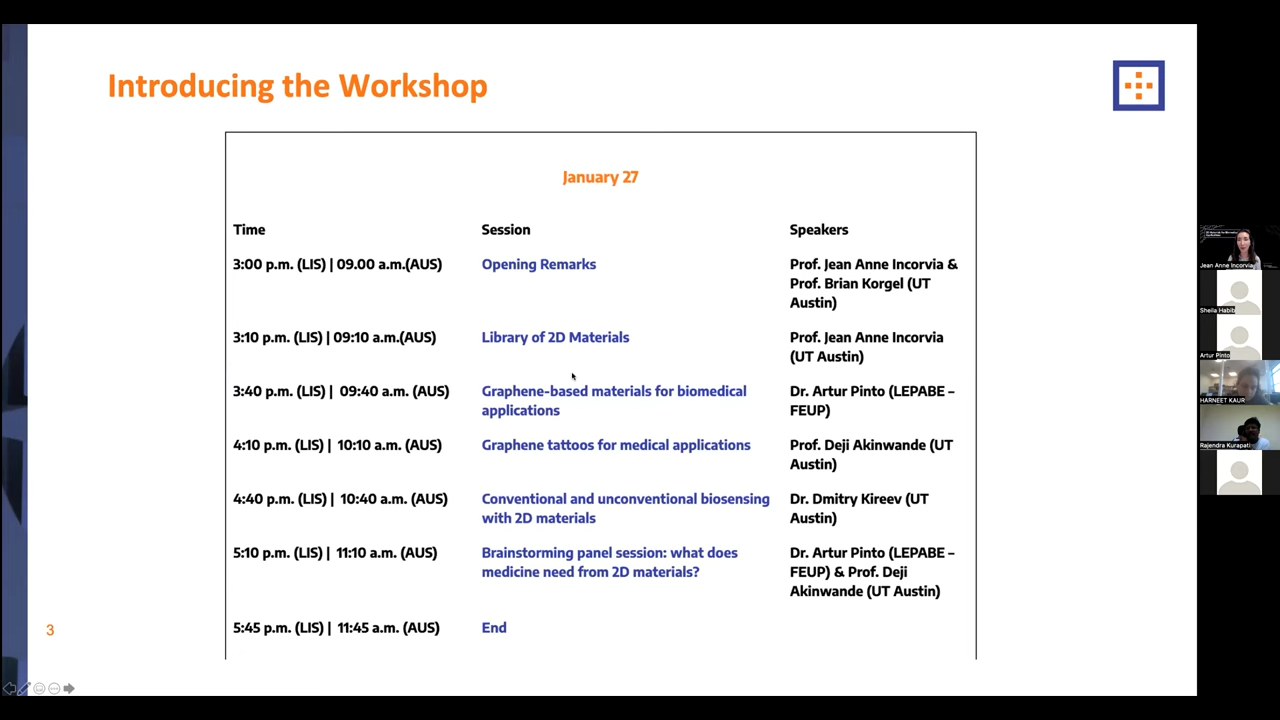 Introducing the Workshop
January 27
Time Session Speakers
3:00 p.m. (LIS) | 09.00 a.m.(AUS) Opening Remarks Prof. Jean Anne Incorvia &
Prof. Brian Korgel (UT
Austin)
3:10 p.m. (LIS) | 09:10 a.m.(AUS) Library of 2D Materials Prof. Jean Anne Incorvia
(UT Austin)
3:40 p.m. (LIS) | 09:40 a.m. (AUS) Graphene-based materials for biomedical Dr. Artur Pinto (LEPABE –
applications FEUP)
4:10 p.m. (LIS) | 10:10 a.m. (AUS) Graphene tattoos for medical applications Prof. Deji Akinwande (UT
Austin)
4:40 p.m. (LIS) | 10:40 a.m. (AUS) Conventional and unconventional biosensing Dr. Dmitry Kireev (UT
with 2D materials Austin)
5:10 p.m. (LIS) | 11:10 a.m. (AUS) Brainstorming panel session: what does Dr. Artur Pinto (LEPABE –
medicine need from 2D materials? FEUP) & Prof. Deji
Akinwande (UT Austin)
5:45 p.m. (LIS) | 11:45 a.m. (AUS) End
3
Jean Anne Incorvia
Sheila Habib
Artur Pinto
HARNEET KAUR
Rajendra Kurapati